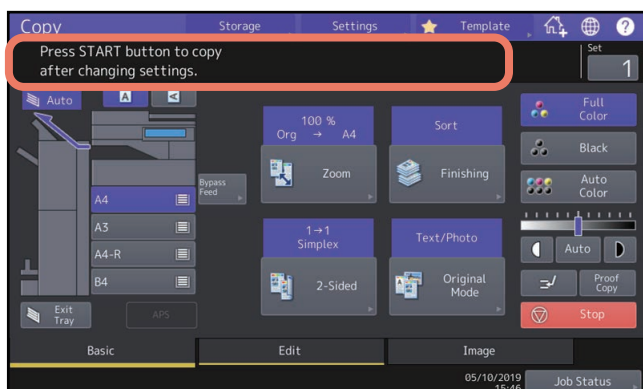 Copy
Storage
Settings
Template
?
Press START button to copy
after changing settings.
Set
1
Auto
A
A
100 %
Org → A4
Sort
Full
Color
Zoom
Finishing
Black
Bypass
Feed
A4
Auto
Color
A3
1→1
Simplex
Text/Photo
A4-R
Auto
B4
2-Sided
Original
Mode
Proof
Copy
Exit
Tray
APS
Stop
Basic
Edit
Image
05/10/2019
15:46
Job Status